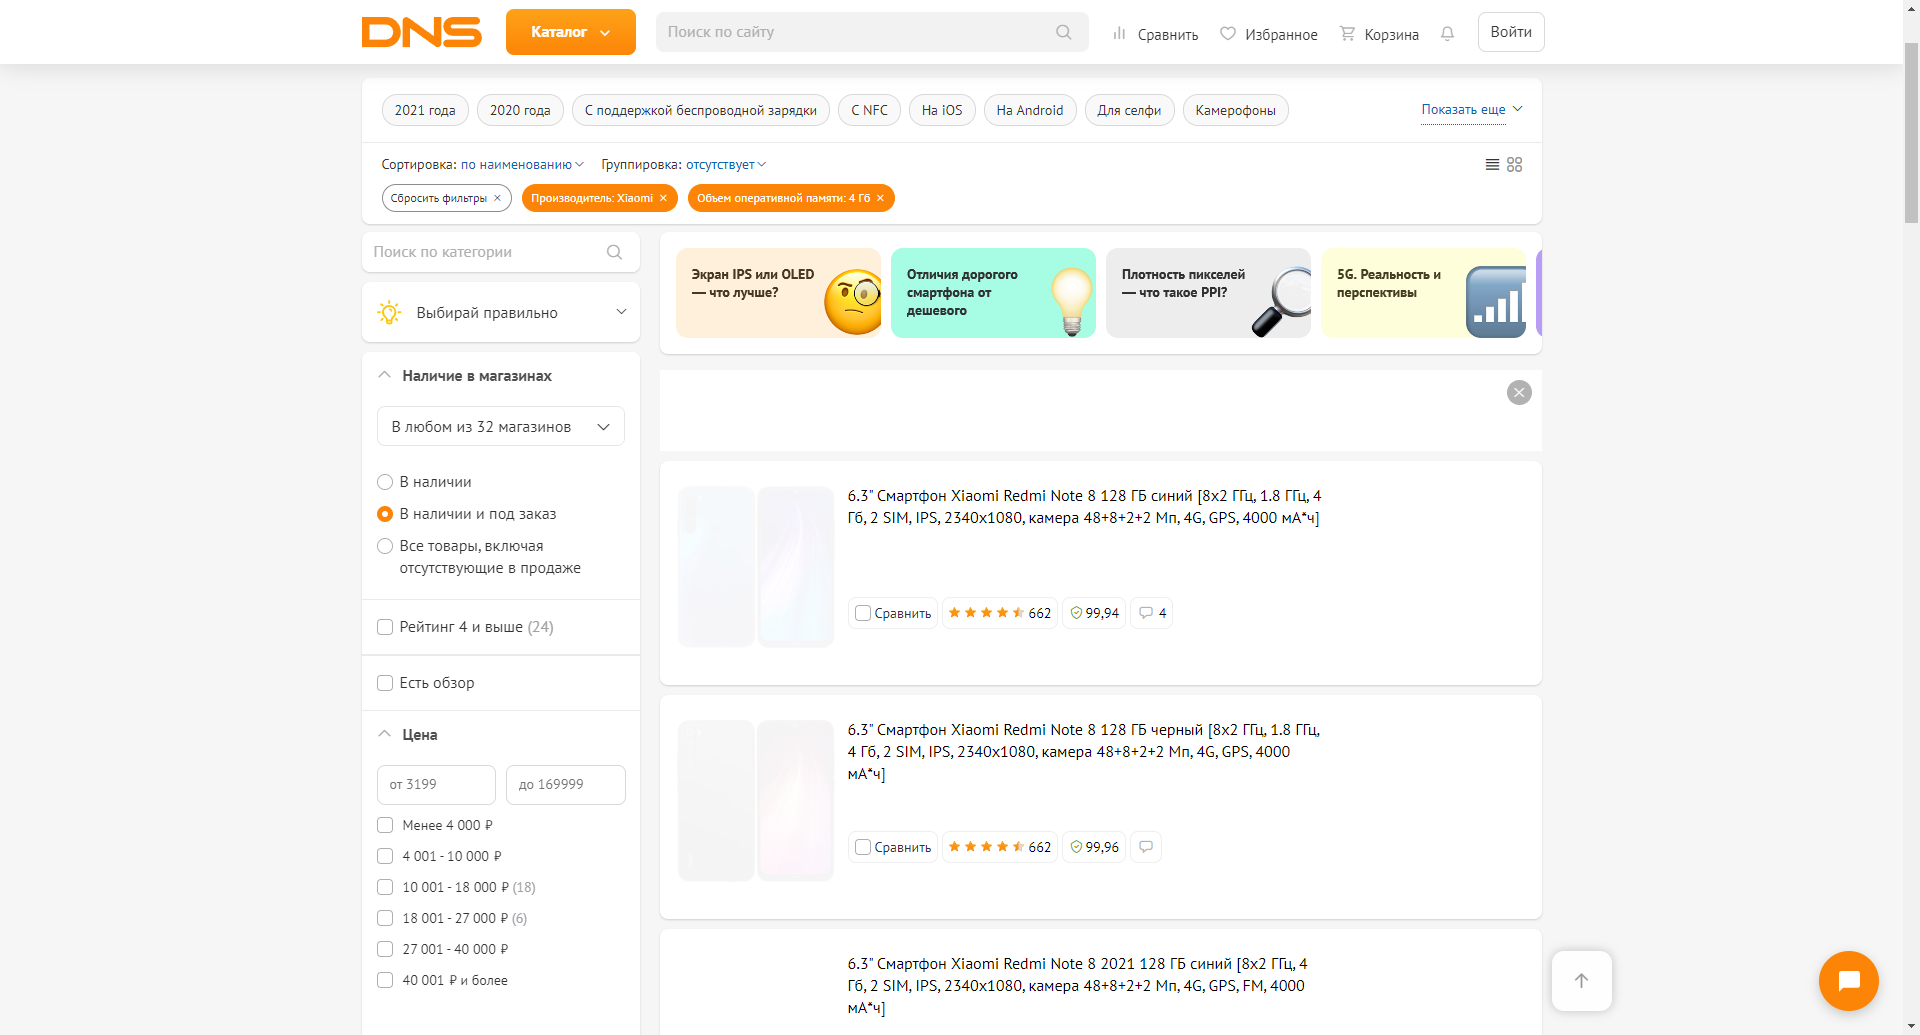 DNS
Каталог
Поиск по сайту
Сравнить
Избранное
Корзина
Войти
2021 года
2020 года
С поддержкой беспроводной зарядки
С NFC
На iOS
На Android
Для селфи
Камерофоны
Показать еще
Сортировка: по наименованию
Группировка: отсутствует
Сбросить фильтры
Производитель: Xiaomi
Объем оперативной памяти: 4 Гб
Поиск по категории
Выбирай правильно
Наличие в магазинах
В любом из 32 магазинов
В наличии
В наличии и под заказ
Все товары, включая
отсутствующие в продаже
Рейтинг 4 и выше (24)
Есть обзор
Цена
от 3199
до 169999
Менее 4 000 ₽
4 001 - 10 000 ₽
10 001 - 18 000 ₽ (18)
18 001 - 27 000 ₽ (6)
27 001 - 40 000 ₽
40 001 ₽ и более
Экран IPS или OLED
— что лучше?
Отличия дорогого
смартфона от
дешевого
Плотность пикселей
— что такое PPI?
5G. Реальность и
перспективы
6.3" Смартфон Xiaomi Redmi Note 8 128 ГБ синий [8x2 ГГц, 1.8 ГГц, 4
Гб, 2 SIM, IPS, 2340x1080, камера 48+8+2+2 Мп, 4G, GPS, 4000 мА*ч]
Сравнить
662
99,94
4
6.3" Смартфон Xiaomi Redmi Note 8 128 ГБ черный [8x2 ГГц, 1.8 ГГц,
4 Гб, 2 SIM, IPS, 2340x1080, камера 48+8+2+2 Мп, 4G, GPS, 4000
мА*ч]
Сравнить
662
99,96
6.3" Смартфон Xiaomi Redmi Note 8 2021 128 ГБ синий [8x2 ГГц, 4
Гб, 2 SIM, IPS, 2340x1080, камера 48+8+2+2 Мп, 4G, GPS, FM, 4000
мА*ч]